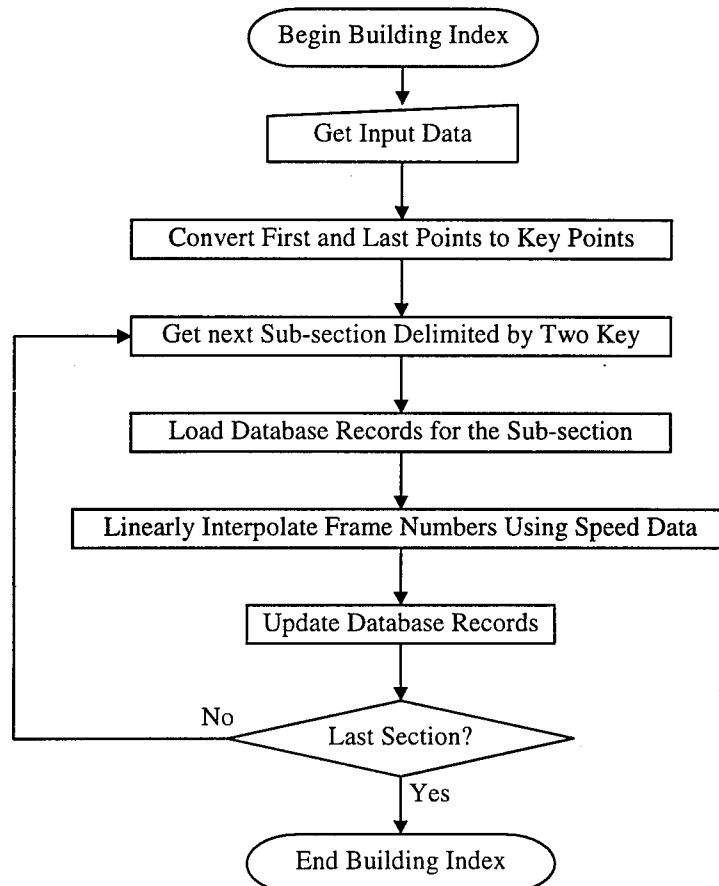 Begin Building Index
Get Input Data
Convert First and Last Points to Key Points
Get next Sub-section Delimited by Two Key
Load Database Records for the Sub-section
Linearly Interpolate Frame Numbers Using Speed Data
Update Database Records
No
Last Section?
Yes
End Building Index